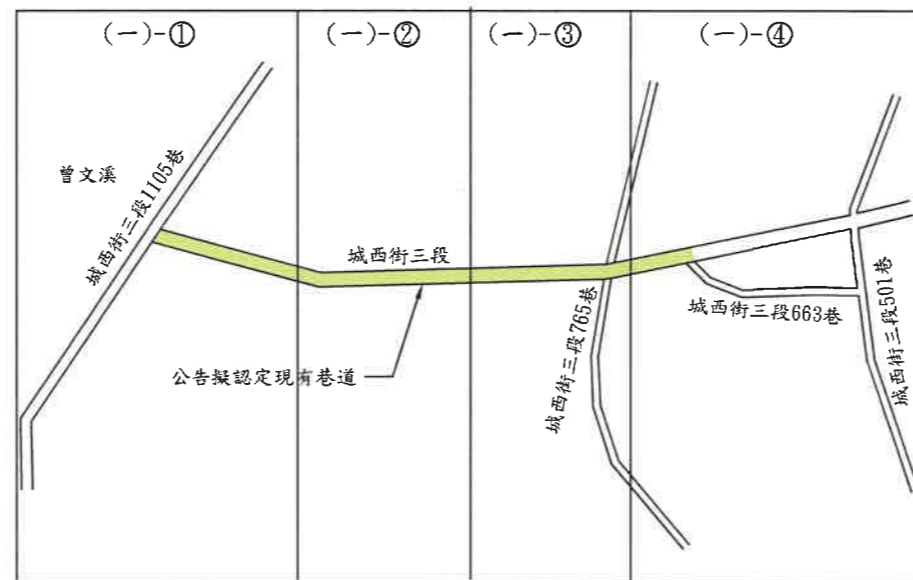 (一)-①
(一)-②
(一)-③
(一)-④
曾文溪
城西街三段1105巷
城西街三段
公告擬認定現有巷道
城西街三段765巷
城西街三段663巷
城西街三段501巷